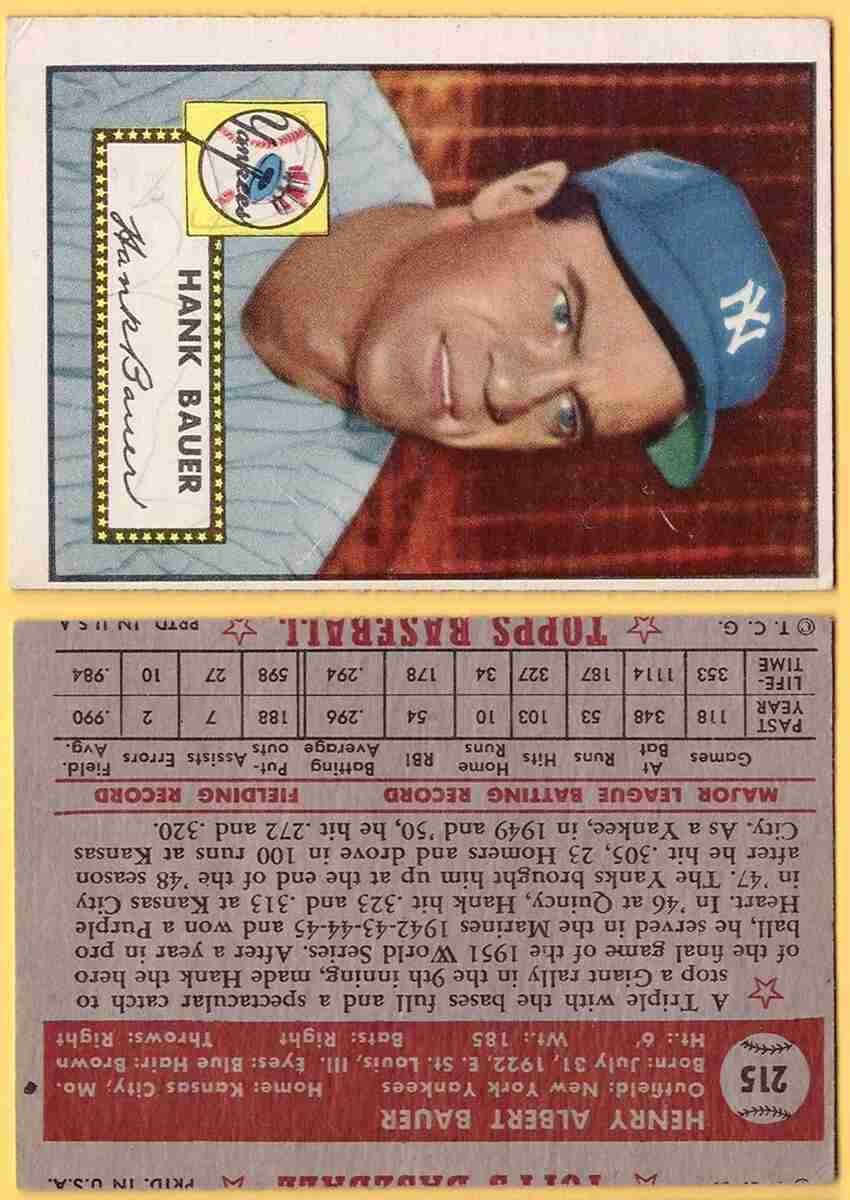 Yankees
HANK BAUER
Hank Bauer
TOPPS BASEBALL
PRTD. IN U.S.A.
215
HENRY ALBERT BAUER
Outfield: New York Yankees Home: Kansas City, Mo.
Born: July 31, 1922, E. St. Louis, Ill. Eyes: Blue Hair: Brown
Ht.: 6' Wt.: 185 Bats: Right Throws: Right
A Triple with the bases full and a spectacular catch to
stop a Giant rally in the 9th inning, made Hank the hero
of the final game of the 1951 World Series. After a year in pro
ball, he served in the Marines 1942-43-44-45 and won a Purple
Heart. In '46 at Quincy, Hank hit .323 and .313 at Kansas City
in '47. The Yanks brought him up at the end of the '48 season
after he hit .305, 23 Homers and drove in 100 runs at Kansas
City. As a Yankee, in 1949 and '50, he hit .272 and .320.
MAJOR LEAGUE BATTING RECORD FIELDING RECORD
Games At Bat Runs Hits Home Runs RBI Batting Average Put-outs Assists Errors Field. Avg.
PAST YEAR 118 348 53 103 10 54 .296 188 7 2 .990
LIFE-TIME 353 1114 187 327 34 178 .294 598 27 10 .984
© T. C. G. TOPPS BASEBALL PRTD. IN U.S.A